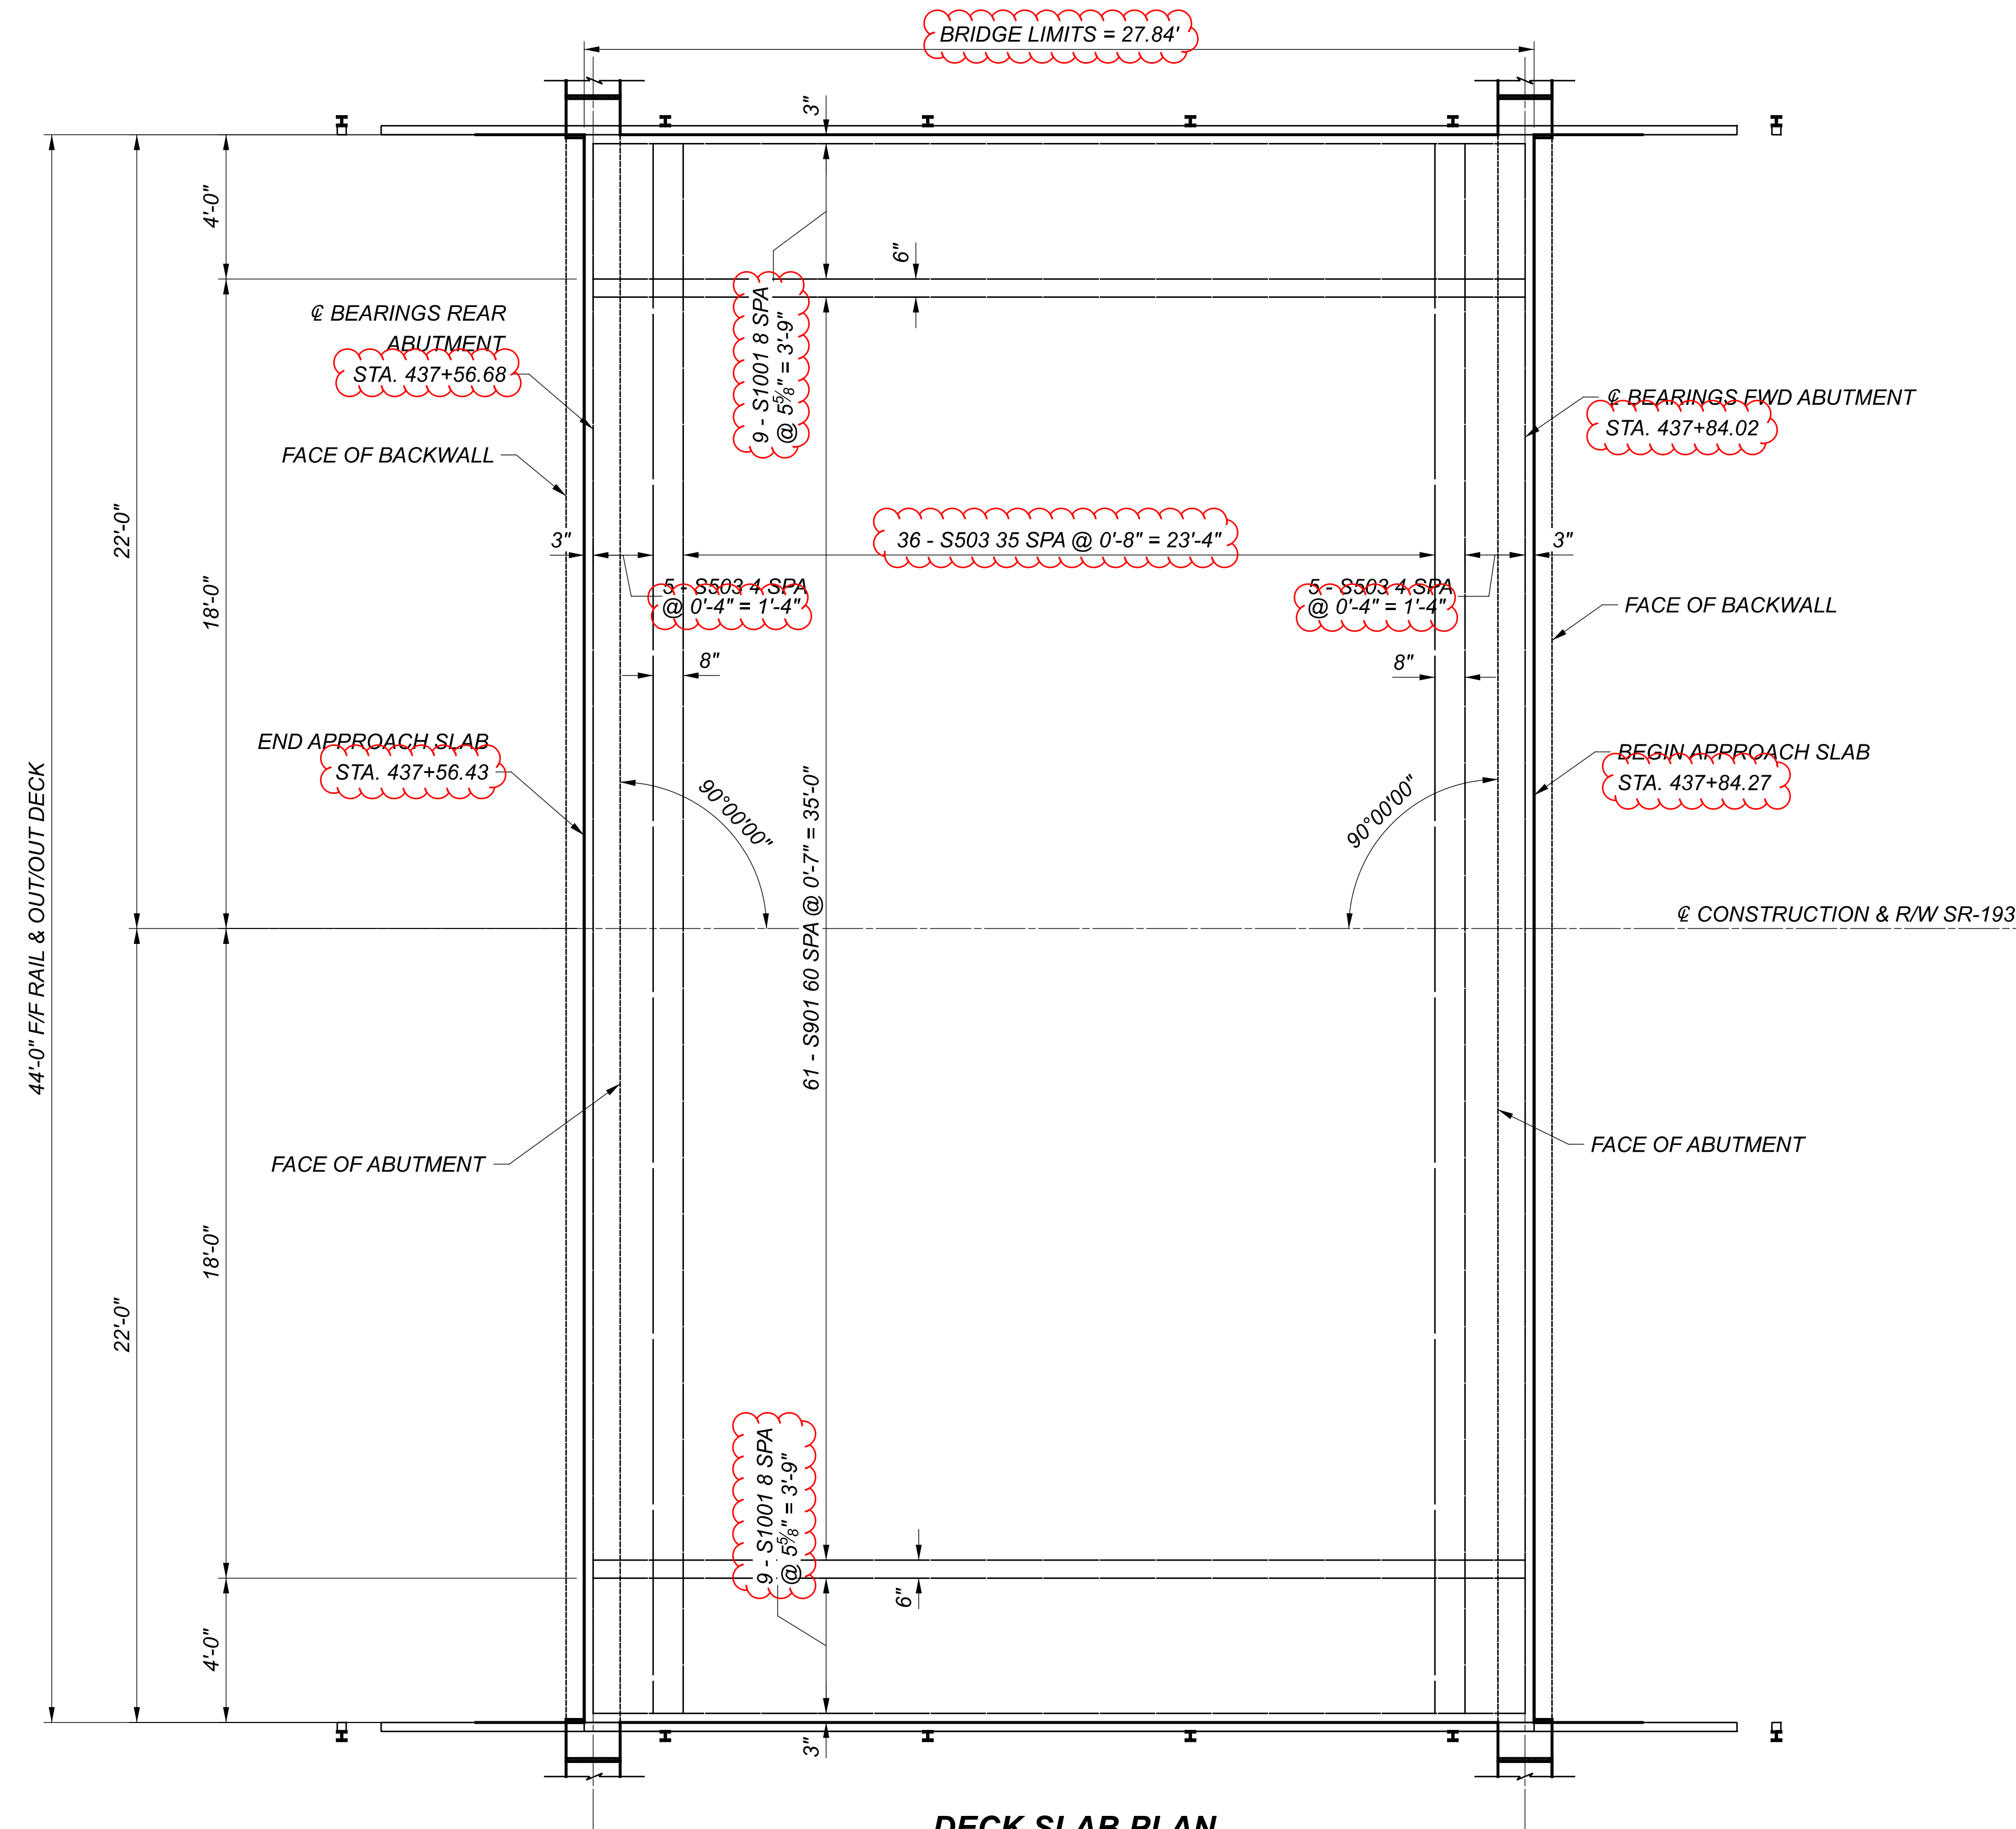 BRIDGE LIMITS = 27.84'
3"
4'-0"
6"
℄ BEARINGS REAR
ABUTMENT
STA. 437+56.68
9 - S1001 8 SPA
@ 5⅝" = 3'-9"
℄ BEARINGS FWD ABUTMENT
STA. 437+84.02
FACE OF BACKWALL
22'-0"
18'-0"
3"
36 - S503 35 SPA @ 0'-8" = 23'-4"
3"
5 - S503 4 SPA
@ 0'-4" = 1'-4"
5 - S503 4 SPA
@ 0'-4" = 1'-4"
FACE OF BACKWALL
8"
8"
END APPROACH SLAB
STA. 437+56.43
BEGIN APPROACH SLAB
STA. 437+84.27
90°00'00"
90°00'00"
44'-0" F/F RAIL & OUT/OUT DECK
61 - S901 60 SPA @ 0'-7" = 35'-0"
℄ CONSTRUCTION & R/W SR-193
FACE OF ABUTMENT
FACE OF ABUTMENT
18'-0"
22'-0"
9 - S1001 8 SPA
@ 5⅝" = 3'-9"
6"
4'-0"
3"
DECK SLAB PLAN